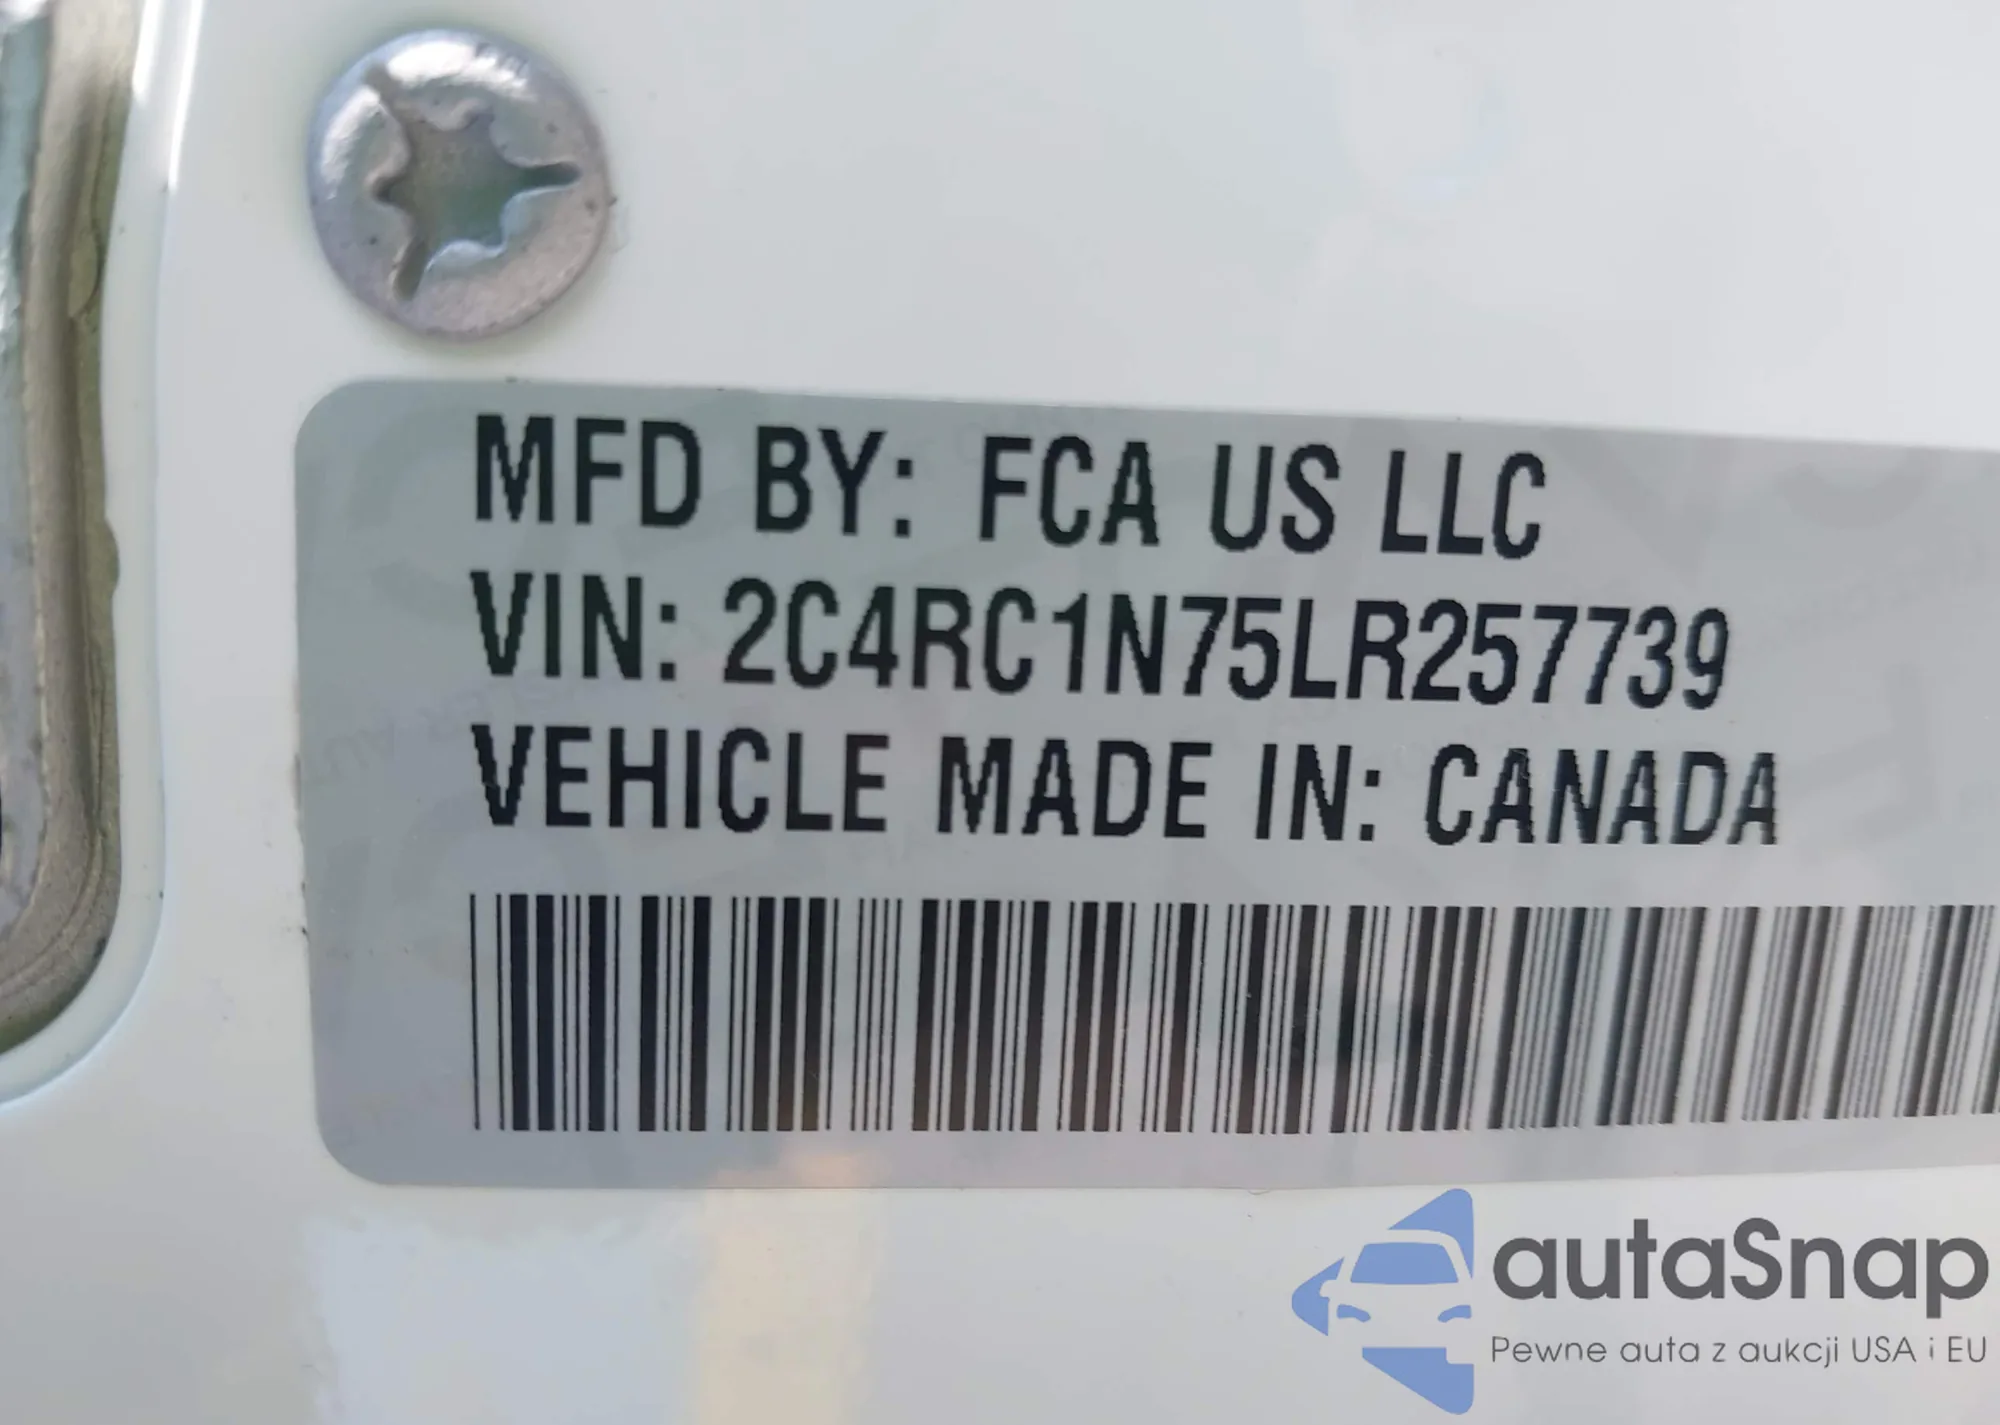 MFD BY: FCA US LLC
VIN: 2C4RC1N75LR257739
VEHICLE MADE IN: CANADA
autaSnap
Pewne auta z aukcji USA i EU